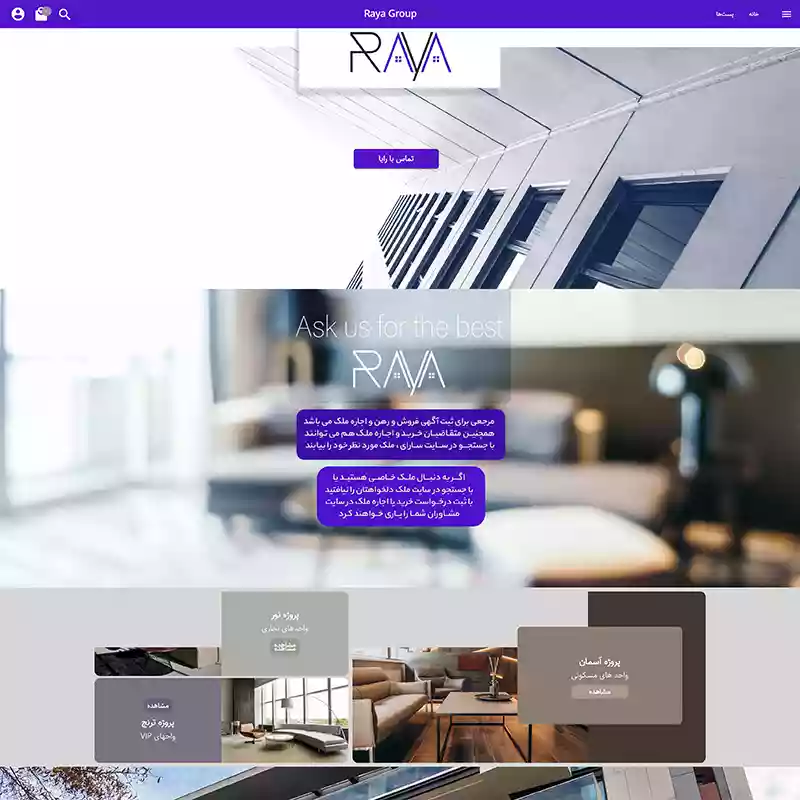 خانه
پست‌ها
Raya Group
RAYA
تماس با رایا
Ask us for the best
RAYA
مرجعی برای ثبت آگهی فروش و رهن و اجاره ملک می باشد
همچنین متقاضیان خرید و اجاره ملک هم می توانند
با جستجو در سایت سارای ، ملک مورد نظر خود را بیابند
اگر به دنبال ملک خاصی هستید یا
با جستجو در سایت ملک دلخواهتان را نیافتید
با ثبت درخواست خرید یا اجاره ملک در سایت
مشاوران شما را یاری خواهند کرد
پروژه آسمان
واحد های مسکونی
مشاهده
پروژه نور
واحدهای تجاری
مشاهده
مشاهده
پروژه ترنج
واحهای VIP